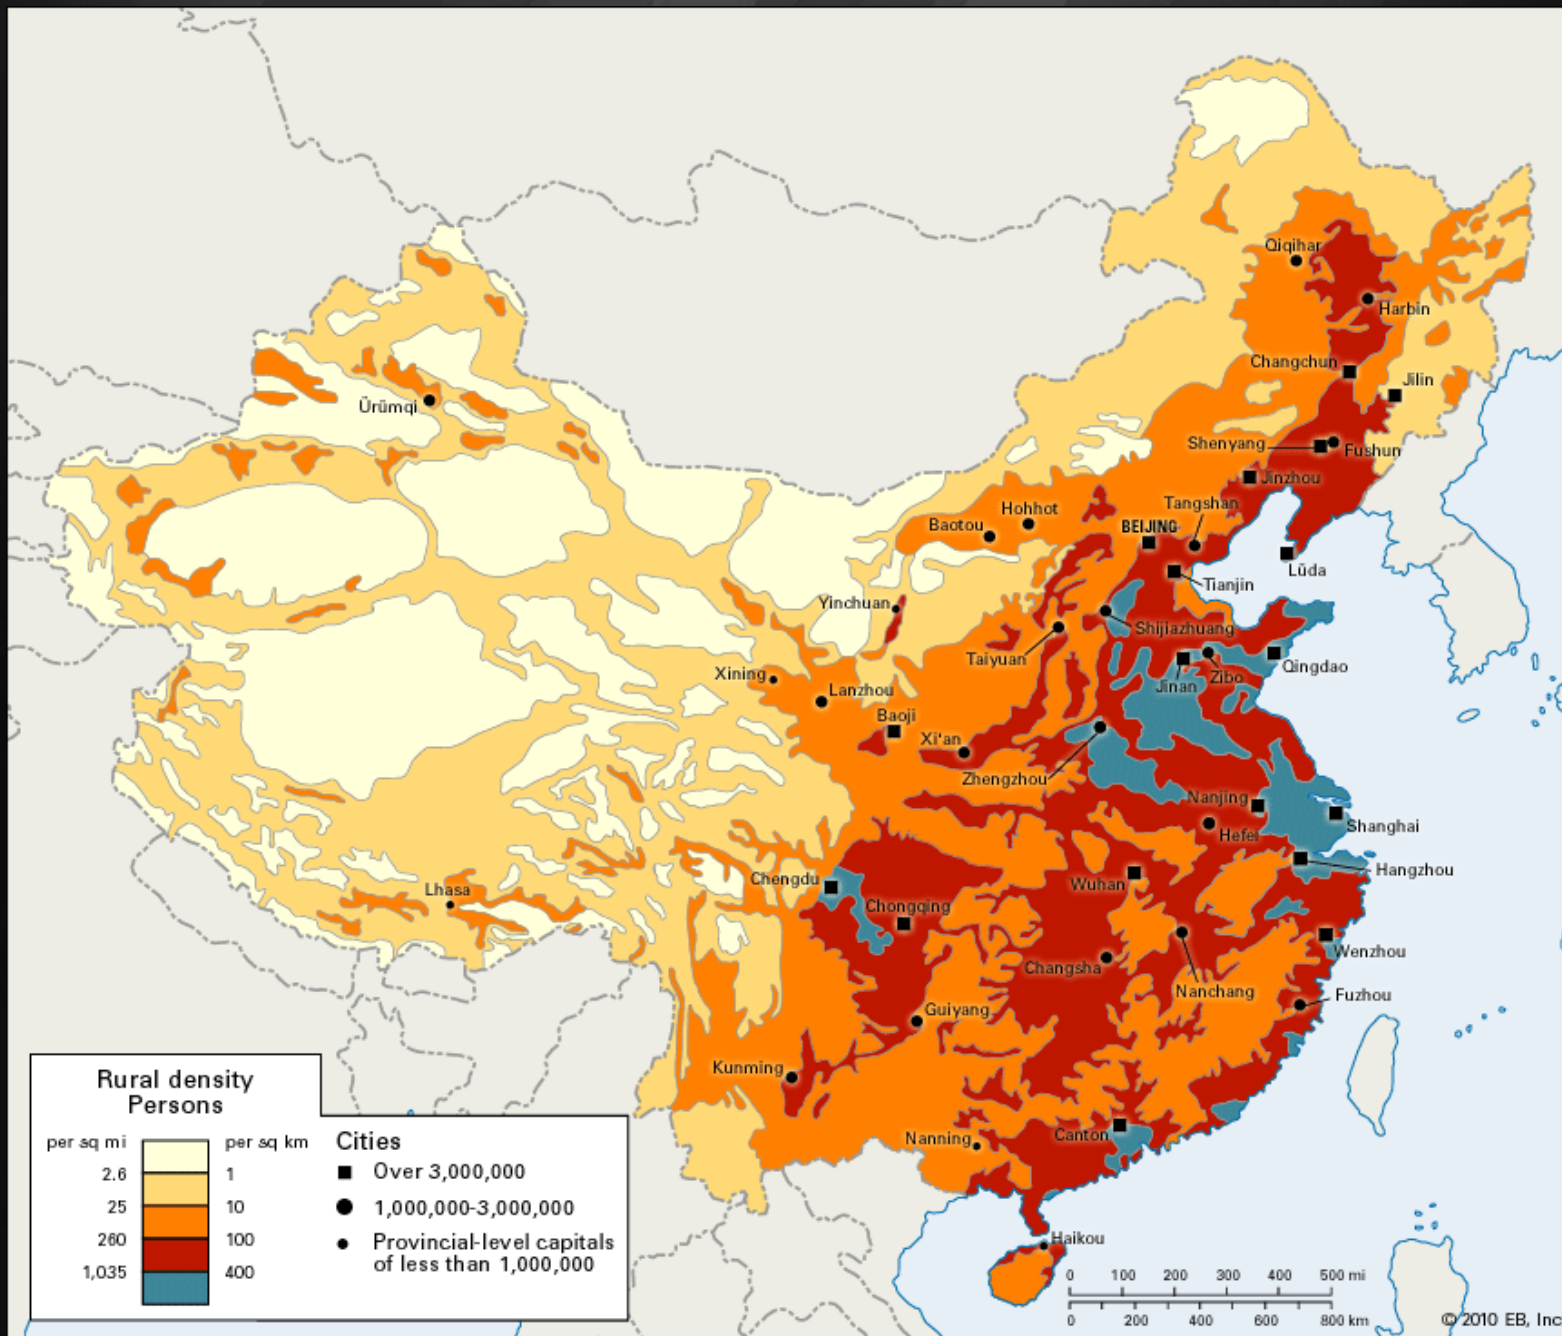 Qiqihar
Harbin
Changchun
Jilin
Ürümqi
Shenyang
Fushun
Jinzhou
Hohhot
Tangshan
Baotou
BEIJING
Lüda
Tianjin
Yinchuan
Shijiazhuang
Taiyuan
Qingdao
Xining
Zibo
Jinan
Lanzhou
Baoji
Xi'an
Zhengzhou
Nanjing
Shanghai
Hefei
Hangzhou
Chengdu
Wuhan
Lhasa
Chongqing
Wenzhou
Changsha
Nanchang
Fuzhou
Guiyang
Kunming
Canton
Nanning
Haikou
Rural density
Persons
per sq mi
per sq km
2.6 1
25 10
260 100
1,035 400
Cities
Over 3,000,000
1,000,000-3,000,000
Provincial-level capitals
of less than 1,000,000
0 100 200 300 400 500 mi
0 200 400 600 800 km
© 2010 EB, Inc